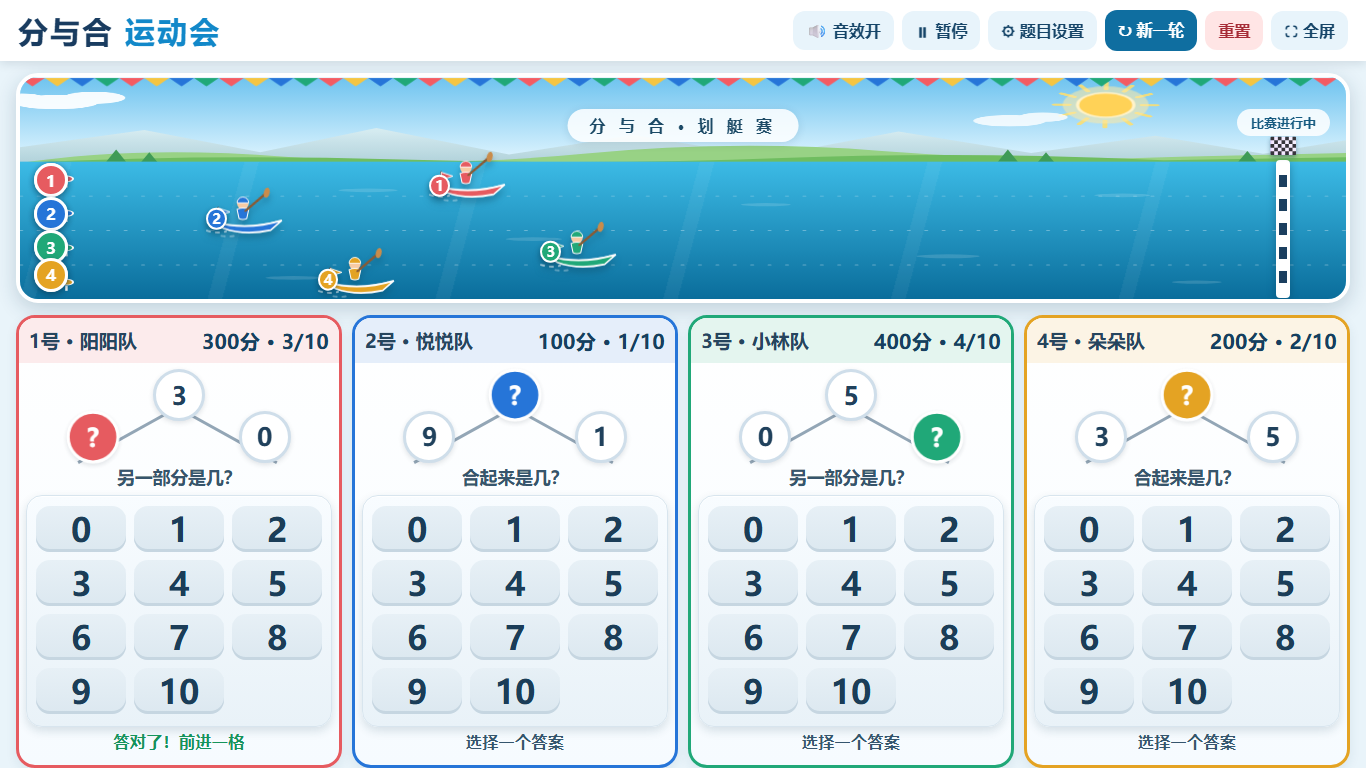 分与合 运动会
音效开
暂停
题目设置
↻ 新一轮
重置
全屏
分与合·划艇赛
比赛进行中
1
2
3
4
1
2
3
4
1号·阳阳队 300分·3/10
3
? 0
另一部分是几?
0 1 2
3 4 5
6 7 8
9 10
答对了! 前进一格
2号·悦悦队 100分·1/10
?
9 1
合起来是几?
0 1 2
3 4 5
6 7 8
9 10
选择一个答案
3号·小林队 400分·4/10
5
0 ?
另一部分是几?
0 1 2
3 4 5
6 7 8
9 10
选择一个答案
4号·朵朵队 200分·2/10
?
3 5
合起来是几?
0 1 2
3 4 5
6 7 8
9 10
选择一个答案